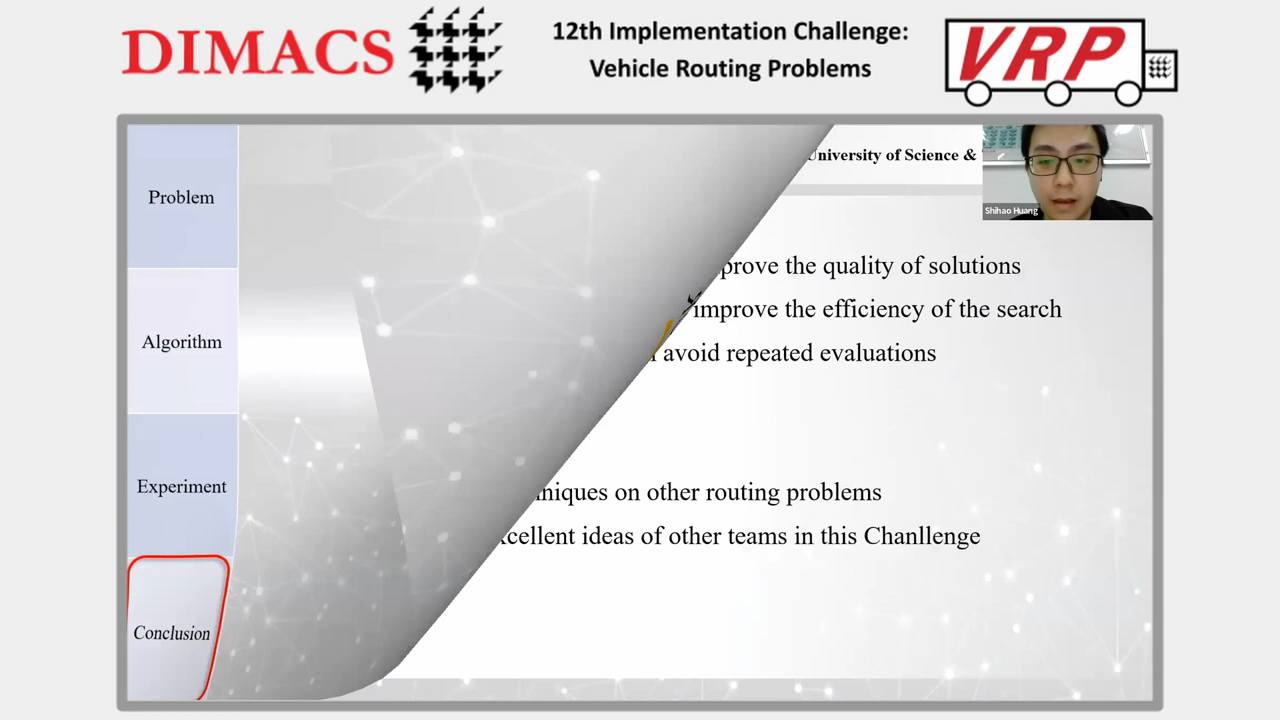 DIMACS
12th Implementation Challenge:
Vehicle Routing Problems
VRP
Problem
Algorithm
Experiment
Conclusion
University of Science &
Shihao Huang
prove the quality of solutions
improve the efficiency of the search
avoid repeated evaluations
niques on other routing problems
cellent ideas of other teams in this Chanllenge